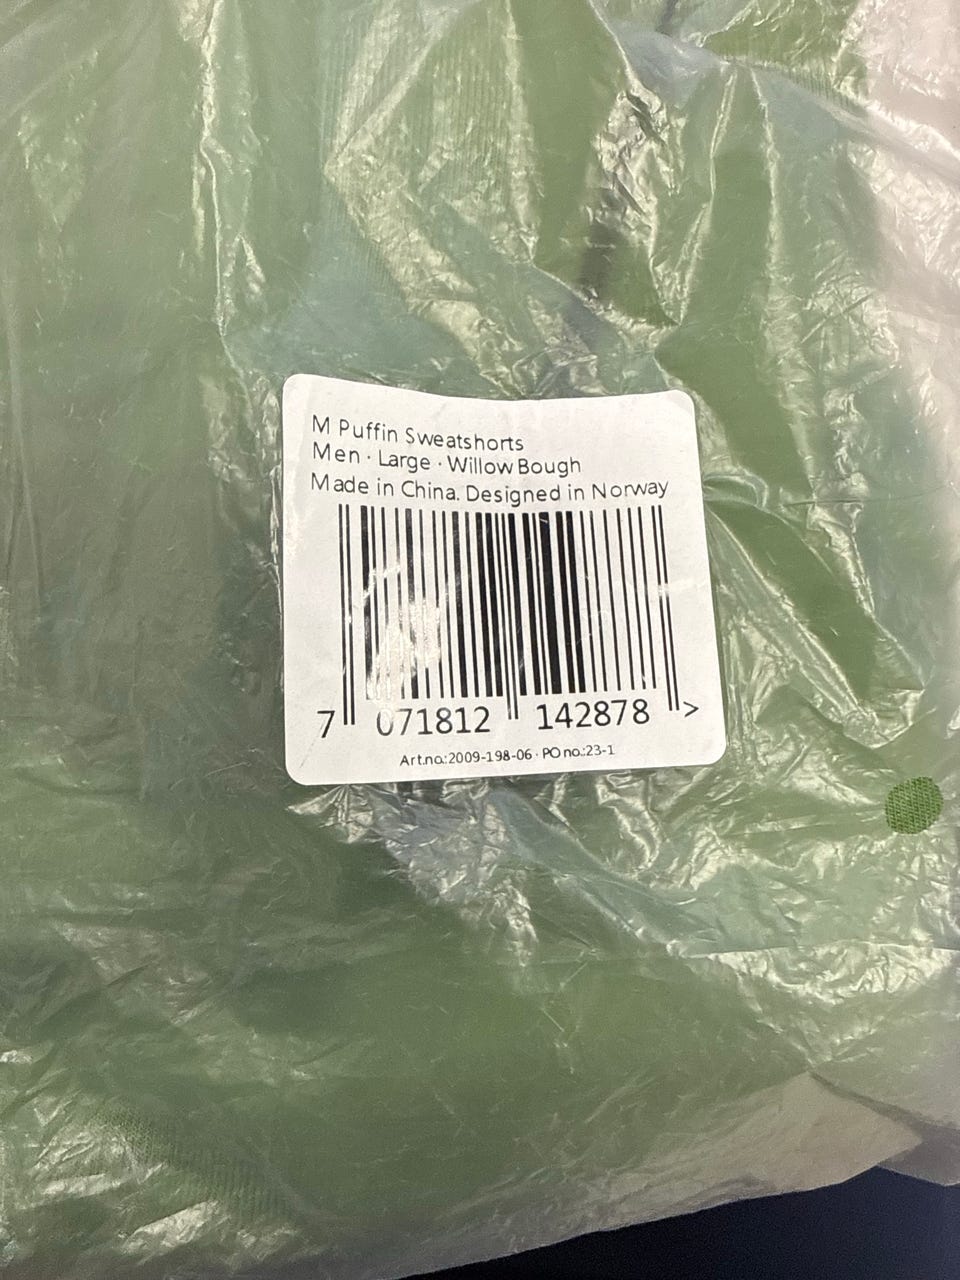 M Puffin Sweatshorts
Men · Large · Willow Bough
Made in China. Designed in Norway
7 071812 142878 >
Art.no.:2009-198-06 · PO no.:23-1